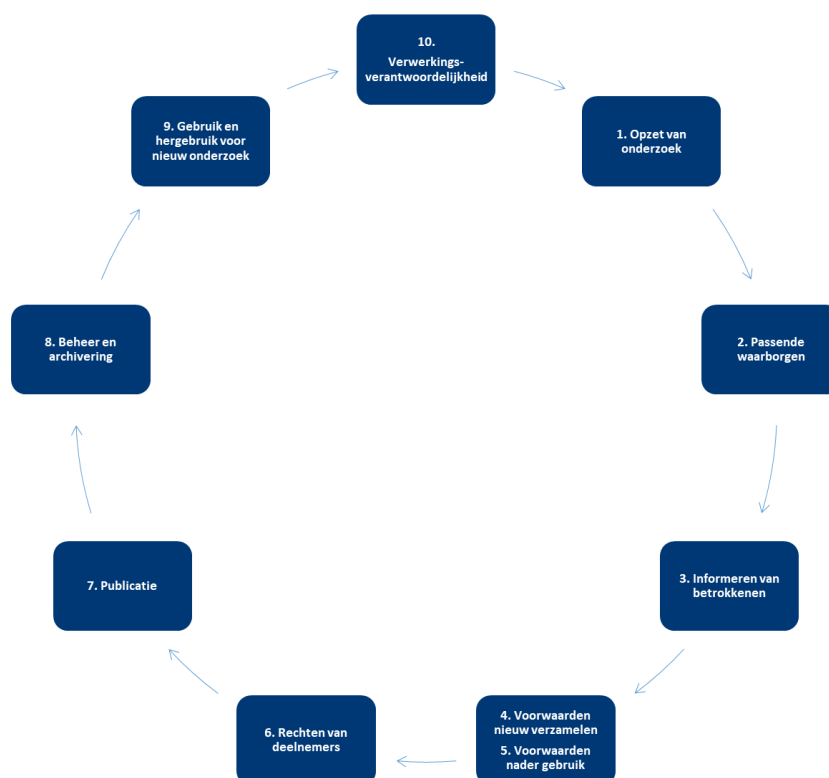 10.
Verwerkings-
verantwoordelijkheid
1. Opzet van
onderzoek
2. Passende
waarborgen
3. Informeren van
betrokkenen
4. Voorwaarden
nieuw verzamelen
5. Voorwaarden
nader gebruik
6. Rechten van
deelnemers
7. Publicatie
8. Beheer en
archivering
9. Gebruik en
hergebruik voor
nieuw onderzoek